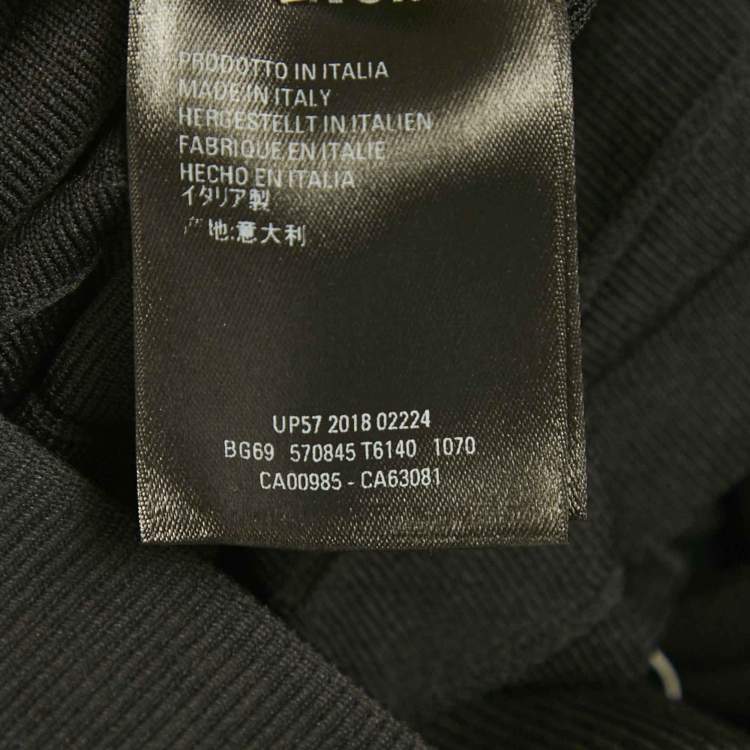 PRODOTTO IN ITALIA
MADE IN ITALY
HERGESTELLT IN ITALIEN
FABRIQUE EN ITALIE
HECHO EN ITALIA
イタリア製
产地:意大利
UP57 2018 02224
BG69 570845 T6140 1070
CA00985 - CA63081